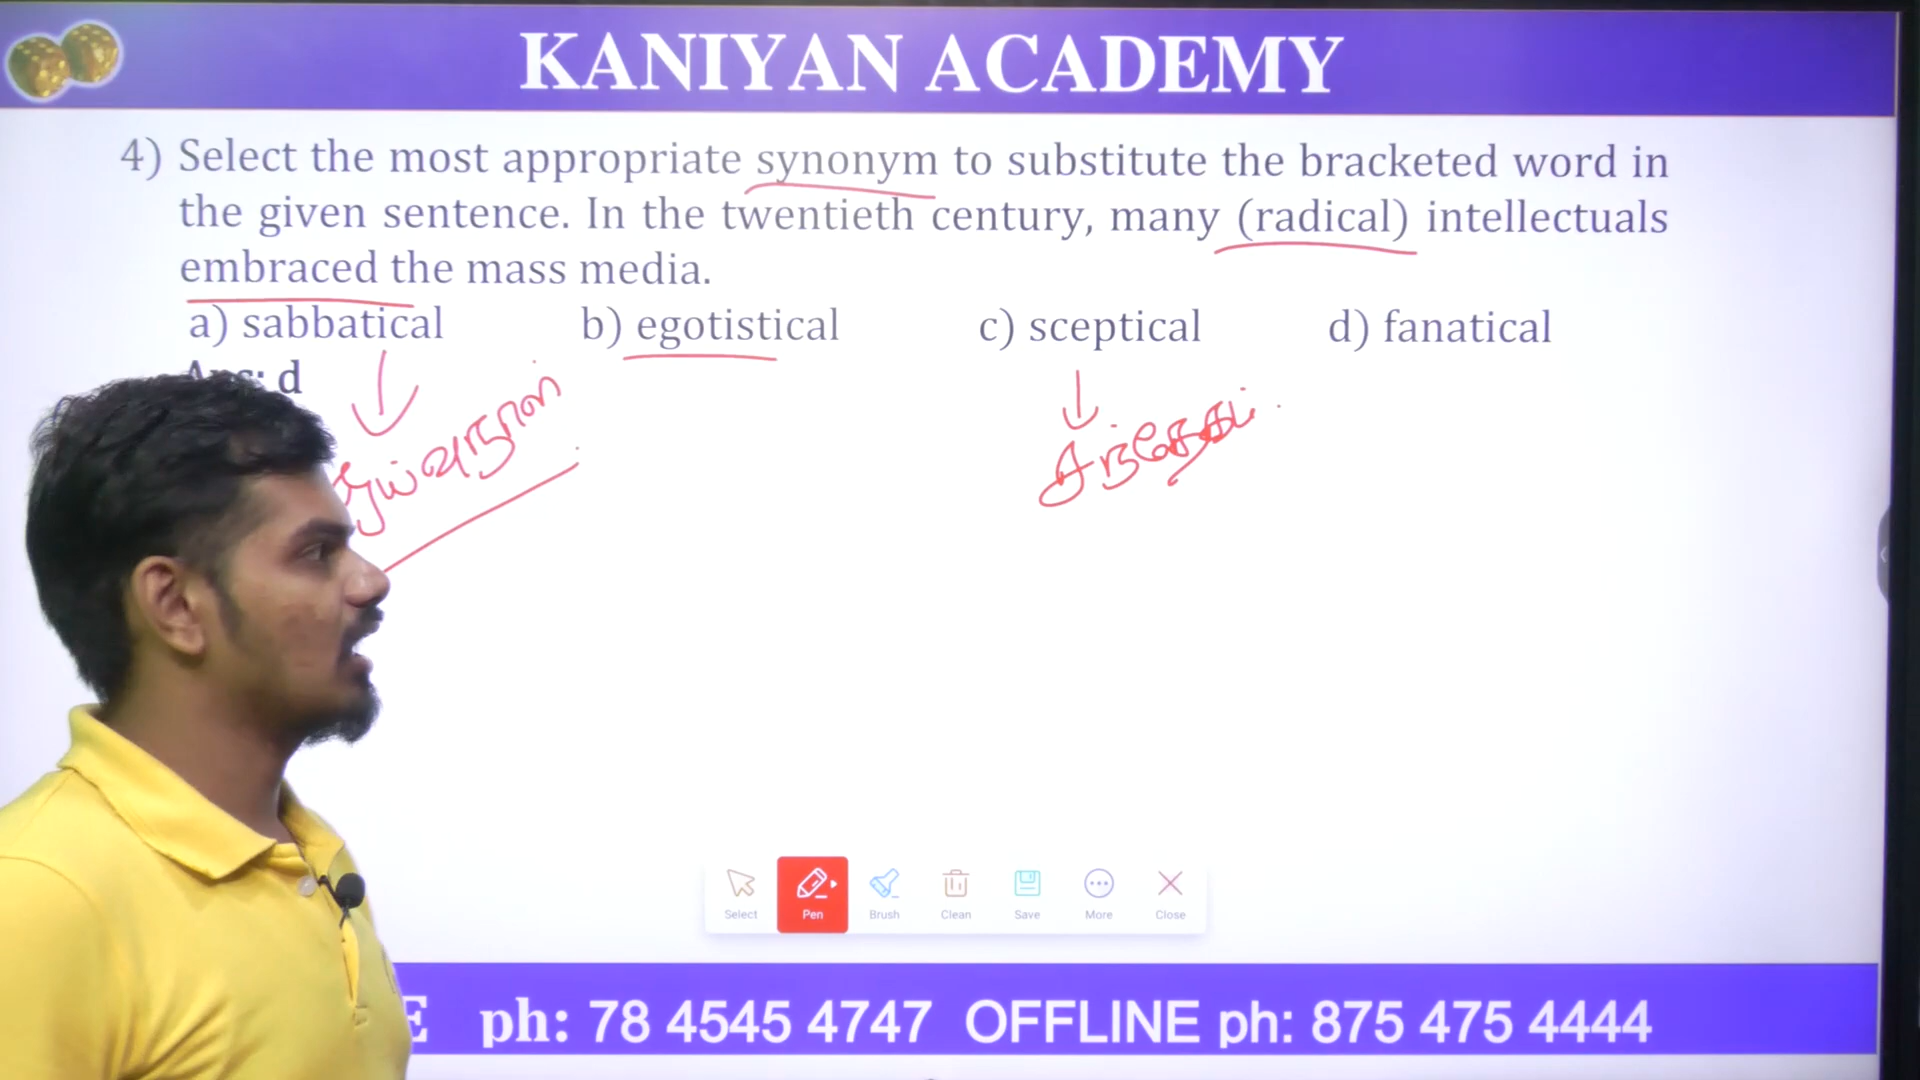 KANIYAN ACADEMY
4) Select the most appropriate synonym to substitute the bracketed word in
the given sentence. In the twentieth century, many (radical) intellectuals
embraced the mass media.
a) sabbatical b) egotistical c) sceptical d) fanatical
Ans: d
Select Pen Brush Clean Save More Close
E ph: 78 4545 4747 OFFLINE ph: 875 475 4444